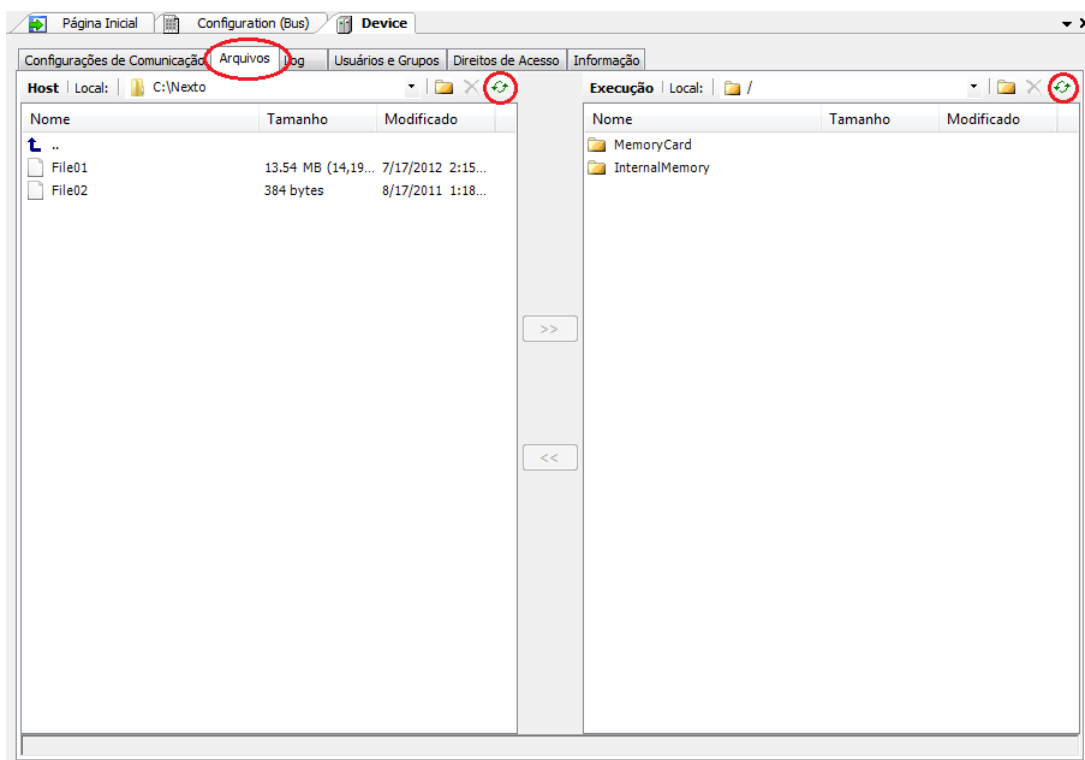 Página Inicial Configuration (Bus) Device
Configurações de Comunicação Arquivos Log Usuários e Grupos Direitos de Acesso Informação
Host Local: C:\Nexto Execução Local: /
Nome Tamanho Modificado Nome Tamanho Modificado
.. MemoryCard
File01 13.54 MB (14,19... 7/17/2012 2:15... InternalMemory
File02 384 bytes 8/17/2011 1:18...
>>
<<